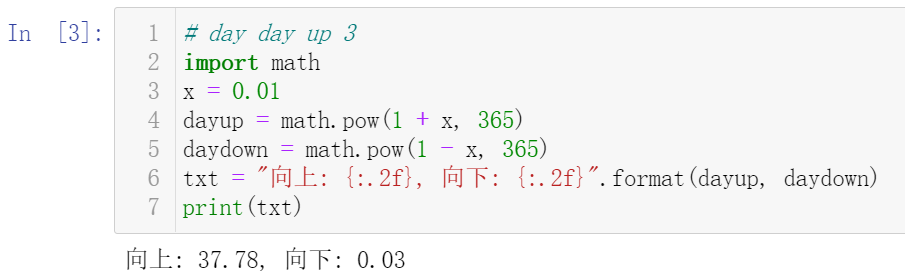 In [3]:
1 # day day up 3
2 import math
3 x = 0.01
4 dayup = math.pow(1 + x, 365)
5 daydown = math.pow(1 - x, 365)
6 txt = "向上: {:.2f}, 向下: {:.2f}".format(dayup, daydown)
7 print(txt)
向上: 37.78, 向下: 0.03